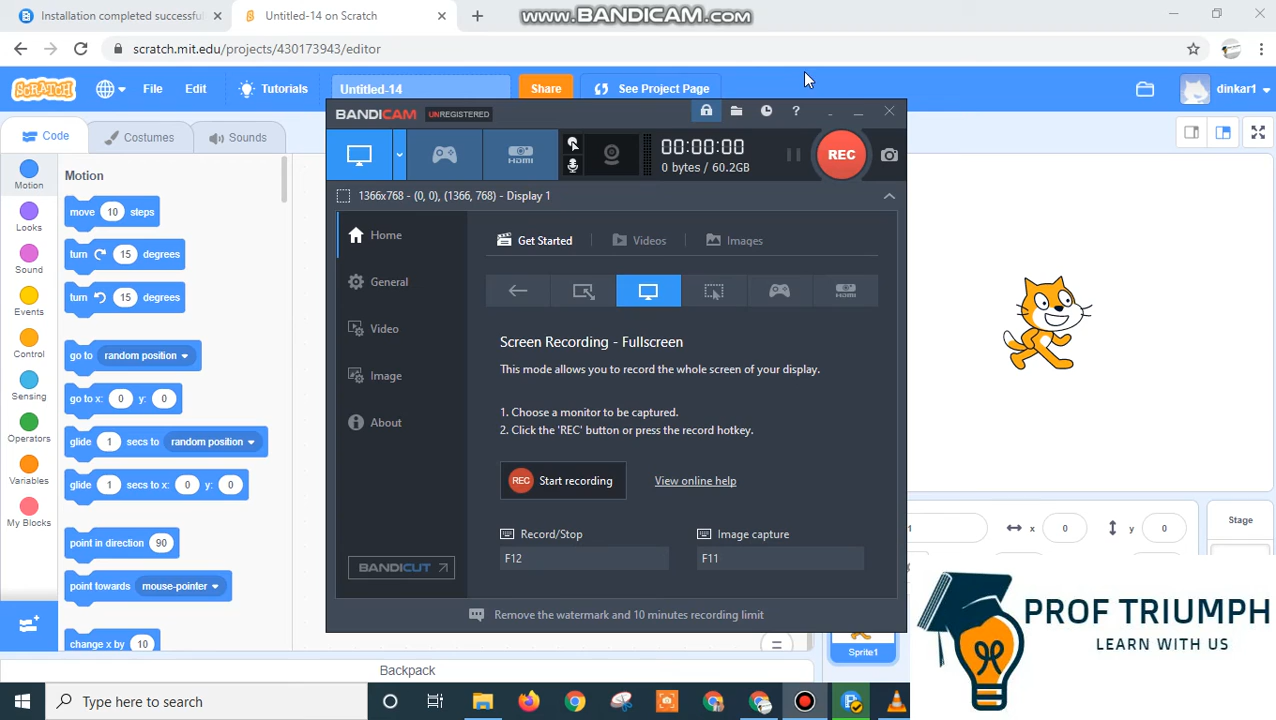 Installation completed successfu
Untitled-14 on Scratch
www.BANDICAM.com
scratch.mit.edu/projects/430173943/editor
SCRATCH
File
Edit
Tutorials
Untitled-14
Share
See Project Page
dinkar1
Code
Costumes
Sounds
Motion
Looks
Sound
Events
Control
Sensing
Operators
Variables
My Blocks
Motion
move 10 steps
turn 15 degrees
turn 15 degrees
go to random position
go to x: 0 y: 0
glide 1 secs to random position
glide 1 secs to x: 0 y: 0
point in direction 90
point towards mouse-pointer
change x by 10
BANDICAM UNREGISTERED
?
HDMI
00:00:00
0 bytes / 60.2GB
REC
1366x768 - (0, 0), (1366, 768) - Display 1
Home
General
Video
Image
About
BANDICUT
Get Started
Videos
Images
HDMI
Screen Recording - Fullscreen
This mode allows you to record the whole screen of your display.
1. Choose a monitor to be captured.
2. Click the 'REC' button or press the record hotkey.
REC Start recording
View online help
Record/Stop
F12
Image capture
F11
Remove the watermark and 10 minutes recording limit
1
x 0
y 0
Stage
Sprite1
Backpack
PROF TRIUMPH
LEARN WITH US
Type here to search